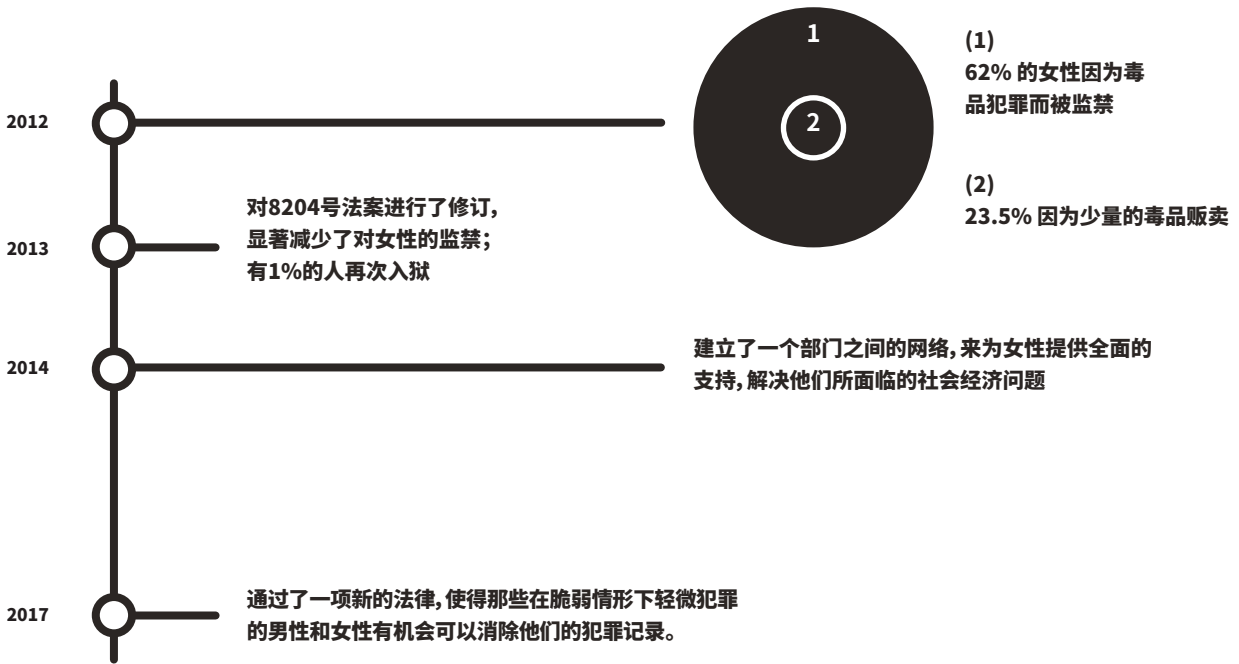 2012
1
2
(1)
62% 的女性因为毒
品犯罪而被监禁
(2)
23.5% 因为少量的毒品贩卖
2013
对8204号法案进行了修订，
显著减少了对女性的监禁；
有1%的人再次入狱
2014
建立了一个部门之间的网络，来为女性提供全面的
支持，解决他们所面临的社会经济问题
2017
通过了一项新的法律，使得那些在脆弱情形下轻微犯罪
的男性和女性有机会可以消除他们的犯罪记录。